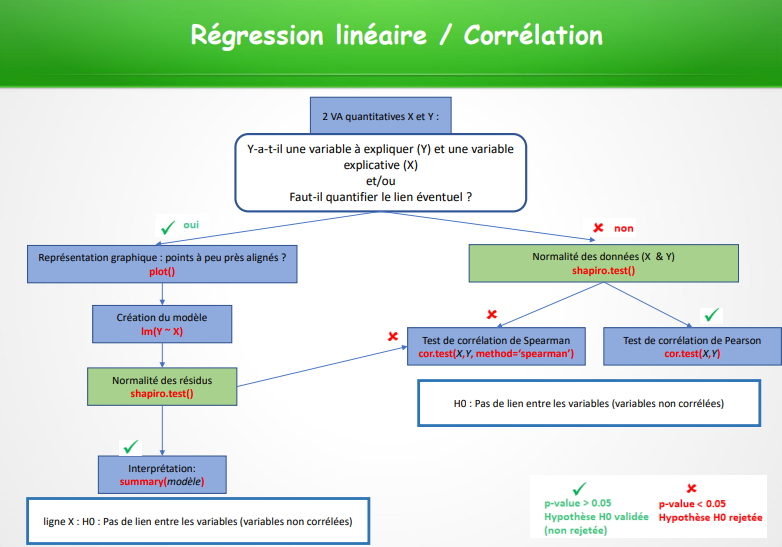 Régression linéaire / Corrélation
2 VA quantitatives X et Y :
Y-a-t-il une variable à expliquer (Y) et une variable
explicative (X)
et/ou
Faut-il quantifier le lien éventuel ?
oui
non
Représentation graphique : points à peu près alignés ?
plot()
Normalité des données (X & Y)
shapiro.test()
Création du modèle
lm(Y ~ X)
Test de corrélation de Spearman
cor.test(X,Y, method='spearman')
Test de corrélation de Pearson
cor.test(X,Y)
Normalité des résidus
shapiro.test()
H0 : Pas de lien entre les variables (variables non corrélées)
Interprétation:
summary(modèle)
ligne X : H0 : Pas de lien entre les variables (variables non corrélées)
p-value > 0.05
Hypothèse H0 validée
(non rejetée)
p-value < 0.05
Hypothèse H0 rejetée